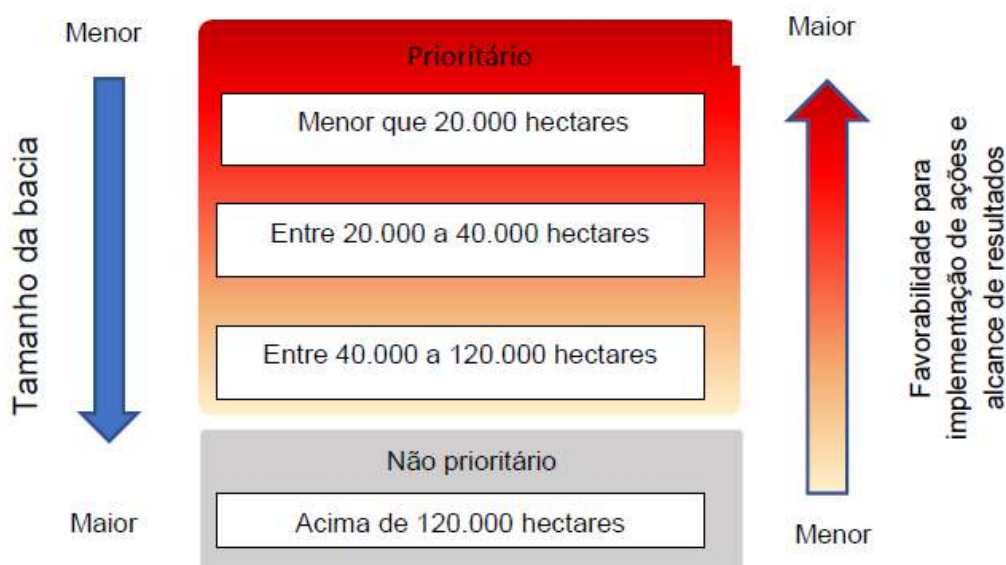 Menor
Maior
Prioritário
Menor que 20.000 hectares
Entre 20.000 a 40.000 hectares
Entre 40.000 a 120.000 hectares
Não prioritário
Acima de 120.000 hectares
Maior
Menor
Tamanho da bacia
Favorabilidade para
implementação de ações e
alcance de resultados